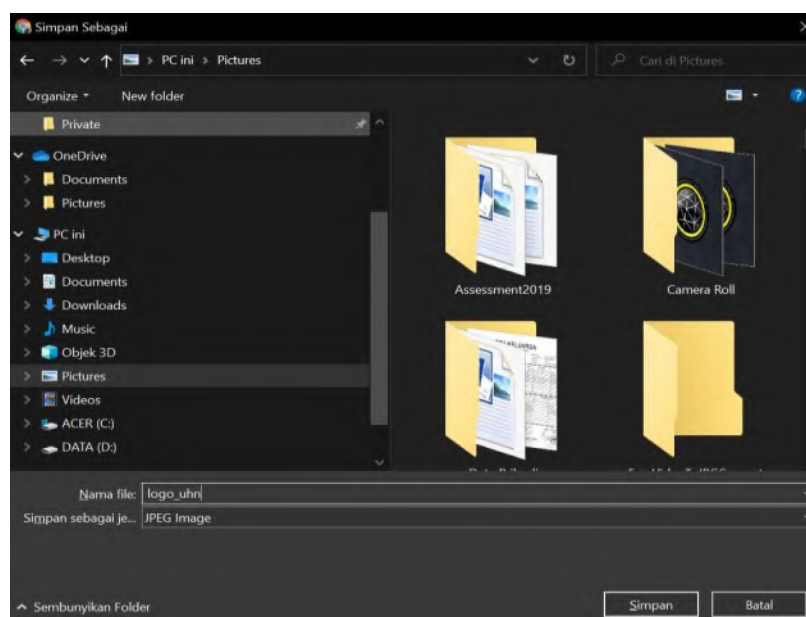 Simpan Sebagai
PC ini > Pictures
Cari di Pictures
Organize
New folder
Private
OneDrive
Documents
Pictures
PC ini
Desktop
Documents
Downloads
Music
Objek 3D
Pictures
Videos
ACER (C:)
DATA (D:)
Assessment2019
Camera Roll
Nama file: logo_uhn
Simpan sebagai je... JPEG Image
Sembunyikan Folder
Simpan
Batal